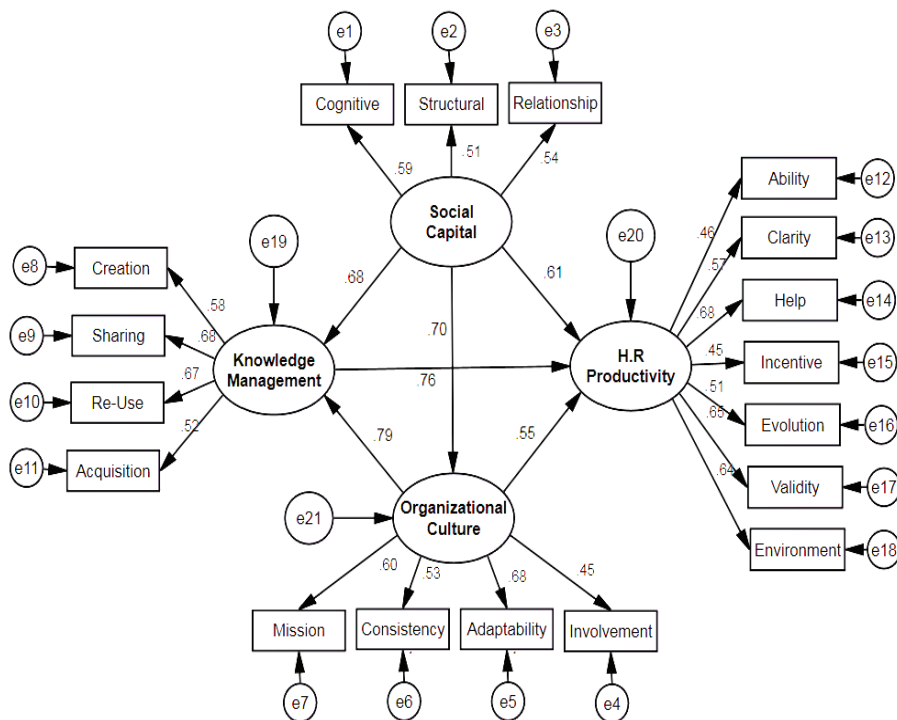 e1
e2
e3
Cognitive
Structural
Relationship
.59
.51
.54
Social
Capital
e19
e20
Ability
e12
.46
Clarity
e13
.57
Help
e14
.68
Incentive
e15
.45
Evolution
e16
.51
Validity
e17
.65
Environment
e18
.64
e8
Creation
.58
e9
Sharing
.68
e10
Re-Use
.67
e11
Acquisition
.52
.68
.61
.70
Knowledge
Management
H.R
Productivity
.76
.79
.55
Organizational
Culture
e21
.60
.53
.68
.45
Mission
Consistency
Adaptability
Involvement
e7
e6
e5
e4